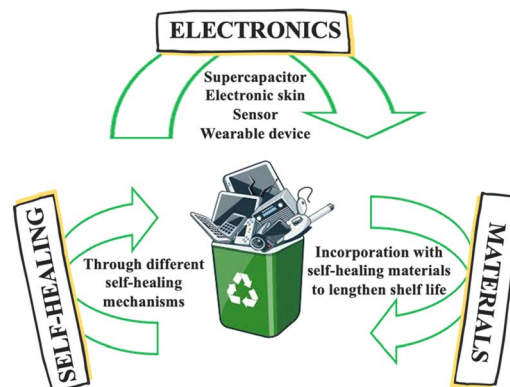 ELECTRONICS
Supercapacitor
Electronic skin
Sensor
Wearable device
SELF-HEALING
Through different
self-healing
mechanisms
Incorporation with
self-healing materials
to lengthen shelf life
MATERIALS